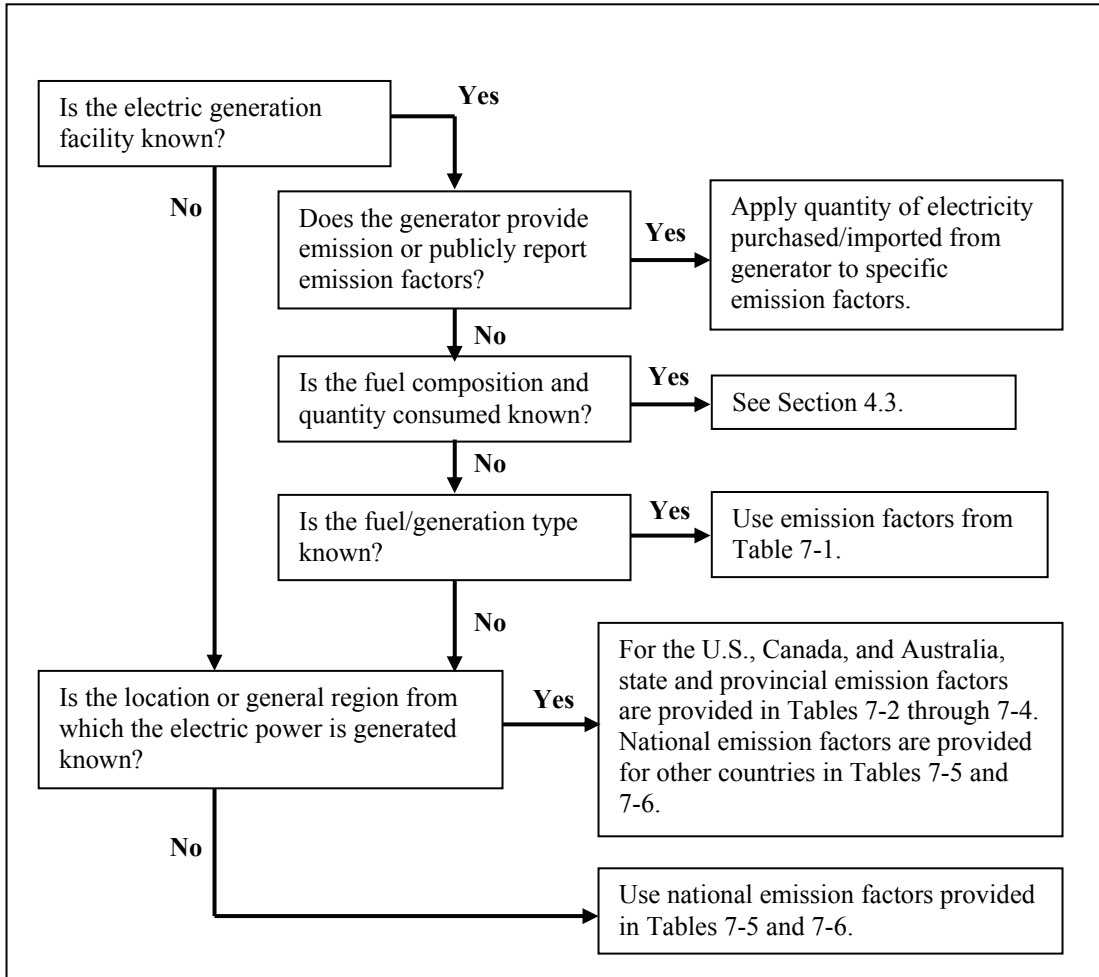 Is the electric generation
facility known?
Yes
No
Does the generator provide
emission or publicly report
emission factors?
Yes
Apply quantity of electricity
purchased/imported from
generator to specific
emission factors.
No
Is the fuel composition and
quantity consumed known?
Yes
See Section 4.3.
No
Is the fuel/generation type
known?
Yes
Use emission factors from
Table 7-1.
No
Is the location or general region from
which the electric power is generated
known?
Yes
For the U.S., Canada, and Australia,
state and provincial emission factors
are provided in Tables 7-2 through 7-4.
National emission factors are provided
for other countries in Tables 7-5 and
7-6.
No
Use national emission factors provided
in Tables 7-5 and 7-6.